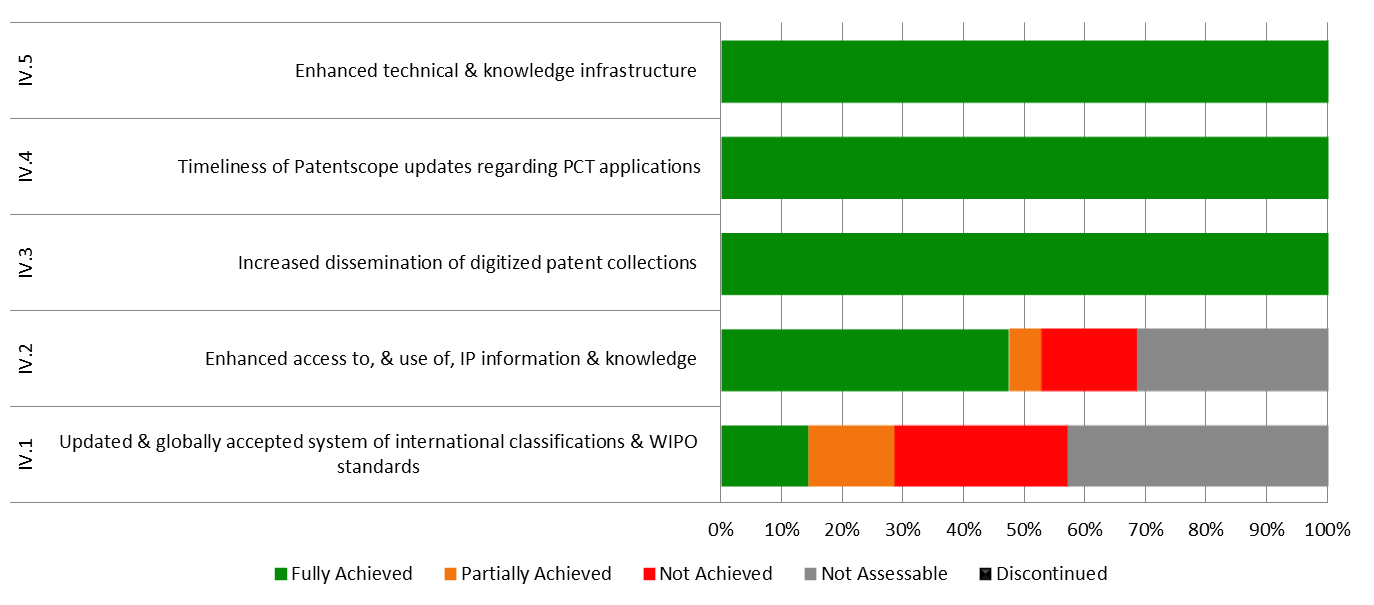 IV.5
Enhanced technical & knowledge infrastructure
IV.4
Timeliness of Patentscope updates regarding PCT applications
IV.3
Increased dissemination of digitized patent collections
IV.2
Enhanced access to, & use of, IP information & knowledge
IV.1
Updated & globally accepted system of international classifications & WIPO
standards
0% 10% 20% 30% 40% 50% 60% 70% 80% 90% 100%
Fully Achieved Partially Achieved Not Achieved Not Assessable Discontinued